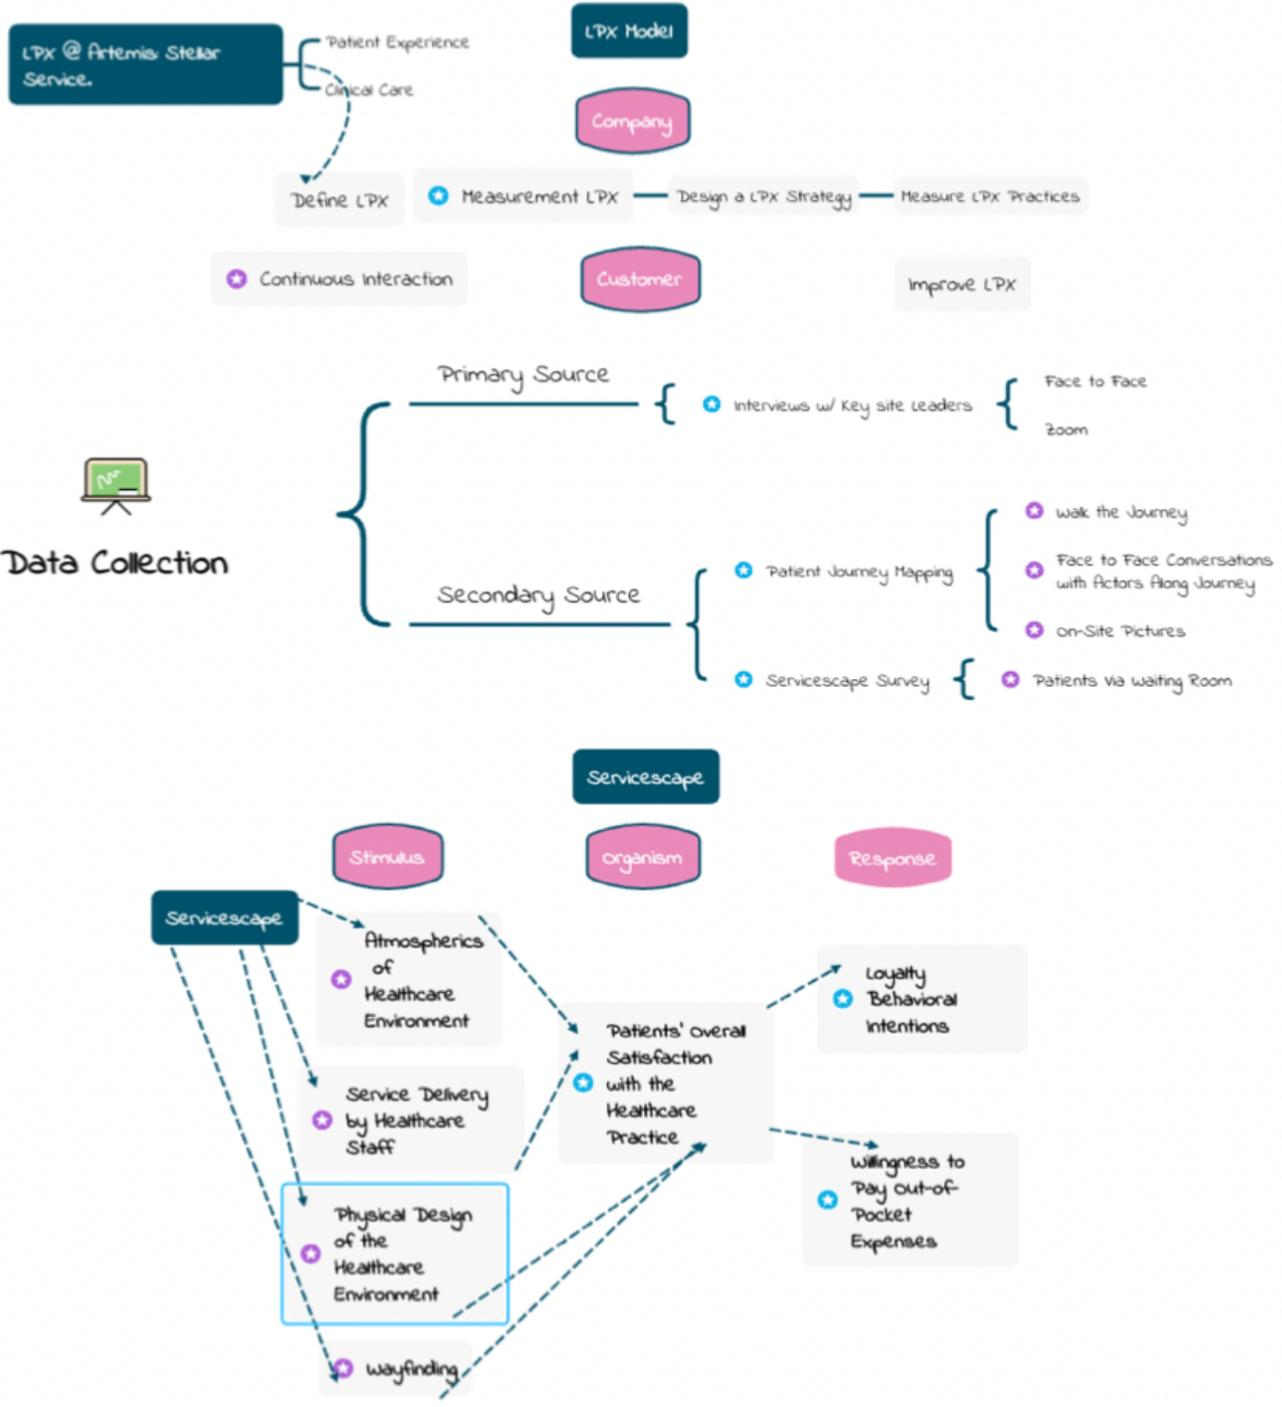 LPX @ Artemis: Stellar
Service.
Patient Experience
Clinical Care
LPX Model
Company
Define LPX
Measurement LPX
Design a LPX Strategy
Measure LPX Practices
Continuous Interaction
Customer
Improve LPX
Data Collection
Primary Source
Interviews w/ Key site Leaders
Face to Face
Zoom
Secondary Source
Patient Journey Mapping
Walk the Journey
Face to Face Conversations
with Actors Along Journey
On-Site Pictures
Servicescape Survey
Patients Via Waiting Room
Servicescape
Stimulus
Organism
Response
Servicescape
Atmospherics
of
Healthcare
Environment
Service Delivery
by Healthcare
Staff
Physical Design
of the
Healthcare
Environment
Wayfinding
Patients' Overall
Satisfaction
with the
Healthcare
Practice
Loyalty
Behavioral
Intentions
Willingness to
Pay Out-of-
Pocket
Expenses